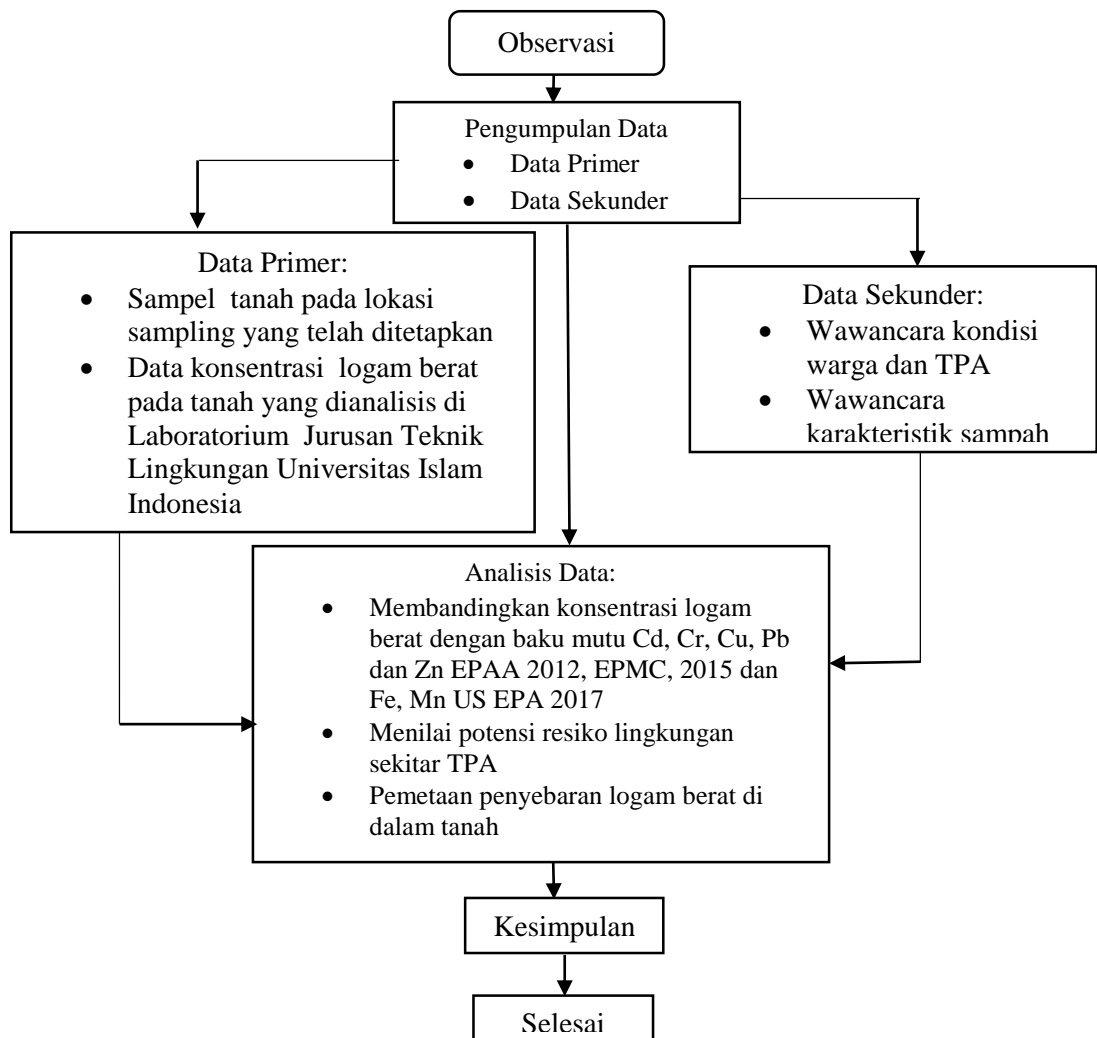 Observasi
Pengumpulan Data
• Data Primer
• Data Sekunder
Data Primer:
• Sampel tanah pada lokasi
sampling yang telah ditetapkan
• Data konsentrasi logam berat
pada tanah yang dianalisis di
Laboratorium Jurusan Teknik
Lingkungan Universitas Islam
Indonesia
Data Sekunder:
• Wawancara kondisi
warga dan TPA
• Wawancara
karakteristik sampah
Analisis Data:
• Membandingkan konsentrasi logam
berat dengan baku mutu Cd, Cr, Cu, Pb
dan Zn EPAA 2012, EPMC, 2015 dan
Fe, Mn US EPA 2017
• Menilai potensi resiko lingkungan
sekitar TPA
• Pemetaan penyebaran logam berat di
dalam tanah
Kesimpulan
Selesai